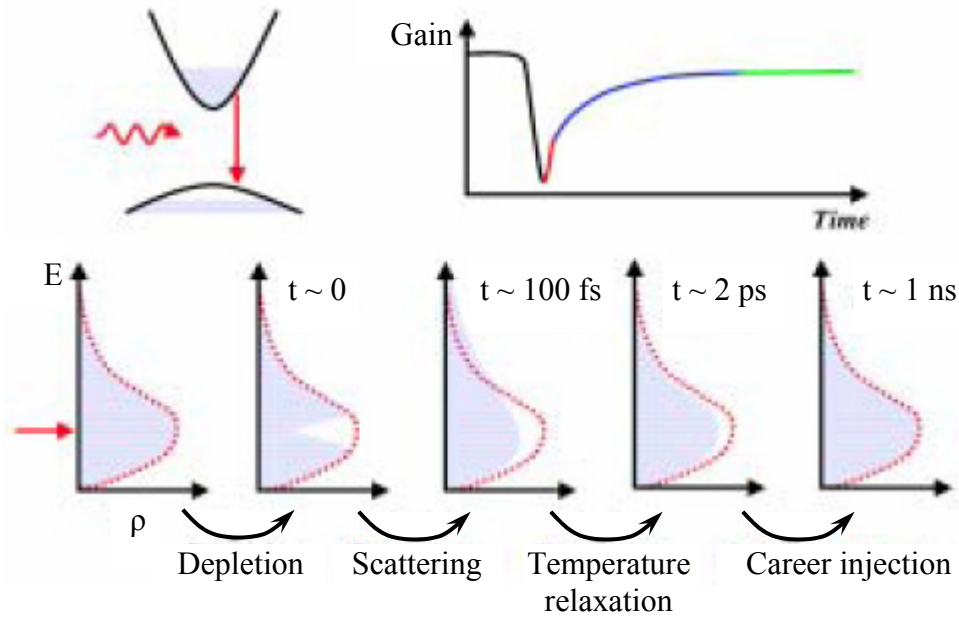 Gain
Time
E
t ~ 0
t ~ 100 fs
t ~ 2 ps
t ~ 1 ns
ρ
Depletion
Scattering
Temperature
relaxation
Career injection